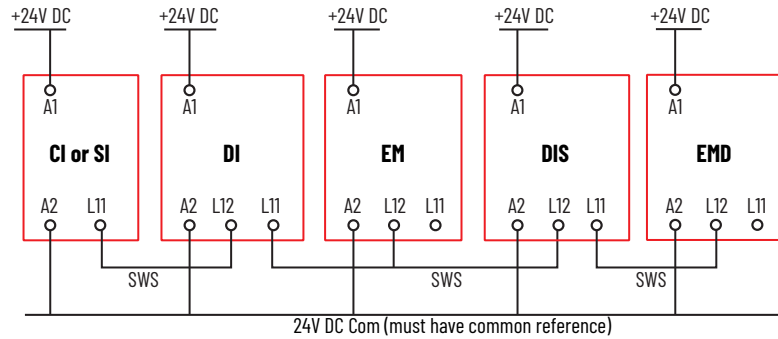 +24V DC +24V DC +24V DC +24V DC +24V DC
A1 A1 A1 A1 A1
CI or SI DI EM DIS EMD
A2 L11 A2 L12 L11 A2 L12 L11 A2 L12 L11 A2 L12 L11
SWS SWS SWS
24V DC Com (must have common reference)